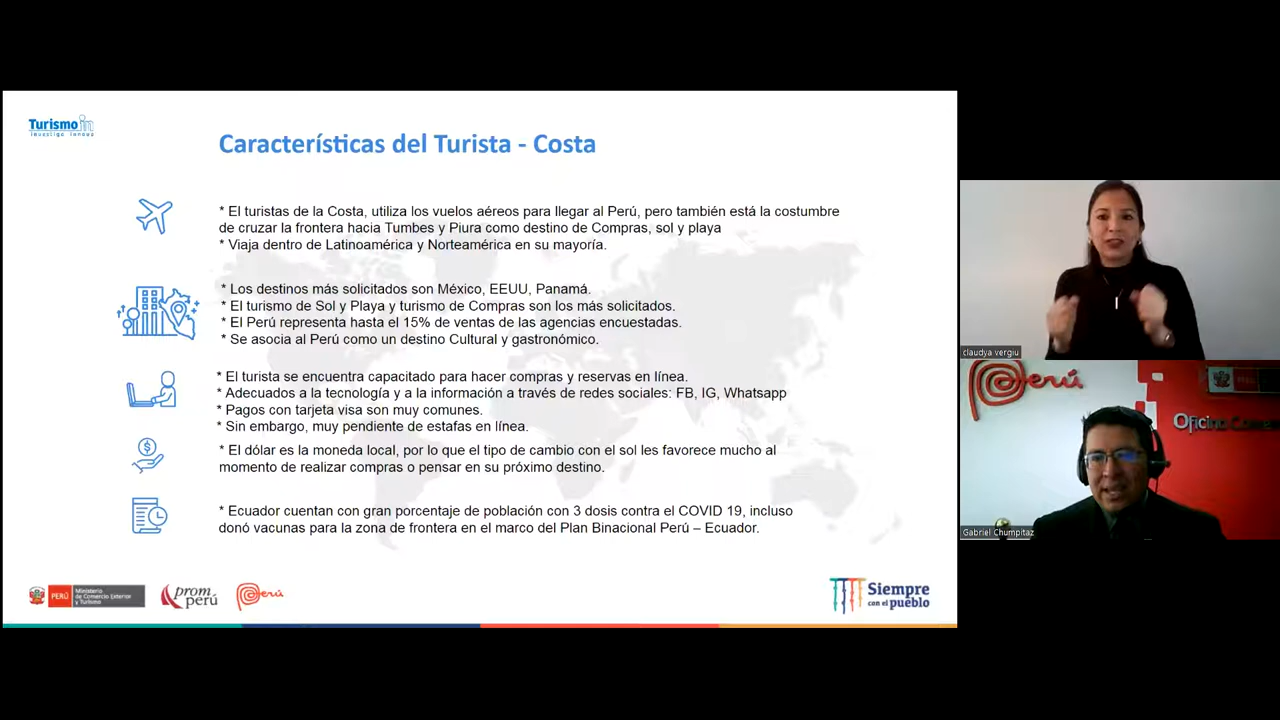 Turismo in
investiga innova
Características del Turista - Costa
* El turistas de la Costa, utiliza los vuelos aéreos para llegar al Perú, pero también está la costumbre
de cruzar la frontera hacia Tumbes y Piura como destino de Compras, sol y playa
* Viaja dentro de Latinoamérica y Norteamérica en su mayoría.
* Los destinos más solicitados son México, EEUU, Panamá.
* El turismo de Sol y Playa y turismo de Compras son los más solicitados.
* El Perú representa hasta el 15% de ventas de las agencias encuestadas.
* Se asocia al Perú como un destino Cultural y gastronómico.
* El turista se encuentra capacitado para hacer compras y reservas en línea.
* Adecuados a la tecnología y a la información a través de redes sociales: FB, IG, Whatsapp
* Pagos con tarjeta visa son muy comunes.
* Sin embargo, muy pendiente de estafas en línea.
* El dólar es la moneda local, por lo que el tipo de cambio con el sol les favorece mucho al
momento de realizar compras o pensar en su próximo destino.
* Ecuador cuentan con gran porcentaje de población con 3 dosis contra el COVID 19, incluso
donó vacunas para la zona de frontera en el marco del Plan Binacional Perú – Ecuador.
PERÚ
Ministerio
de Comercio Exterior
y Turismo
prom
perú
Perú
Siempre
con el pueblo
claudya vergiu
Perú
Oficina
Gabriel Chumpitaz